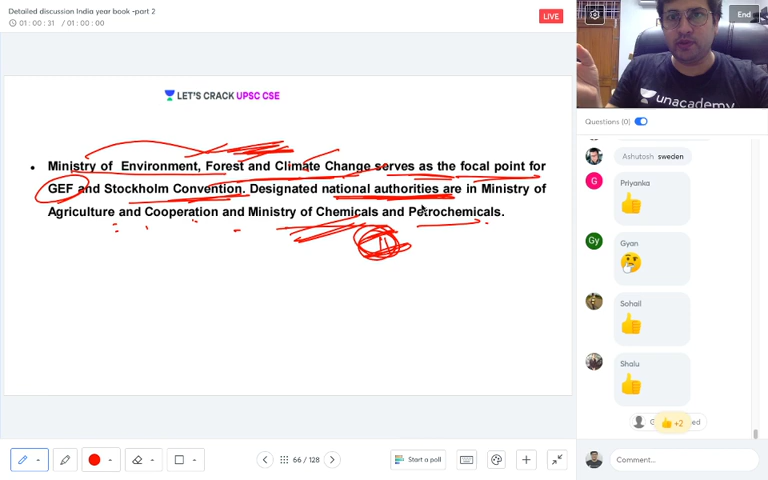 Detailed discussion India year book -part 2
01 : 00 : 31 / 01 : 00 : 00
LIVE
End
LET'S CRACK UPSC CSE
unacademy
Questions (0)
Ashutosh sweden
• Ministry of Environment, Forest and Climate Change serves as the focal point for
GEF and Stockholm Convention. Designated national authorities are in Ministry of
Agriculture and Cooperation and Ministry of Chemicals and Petrochemicals.
G
Priyanka
Gy
Gyan
Sohail
Shalu
+2
66 / 128
Start a poll
Comment...